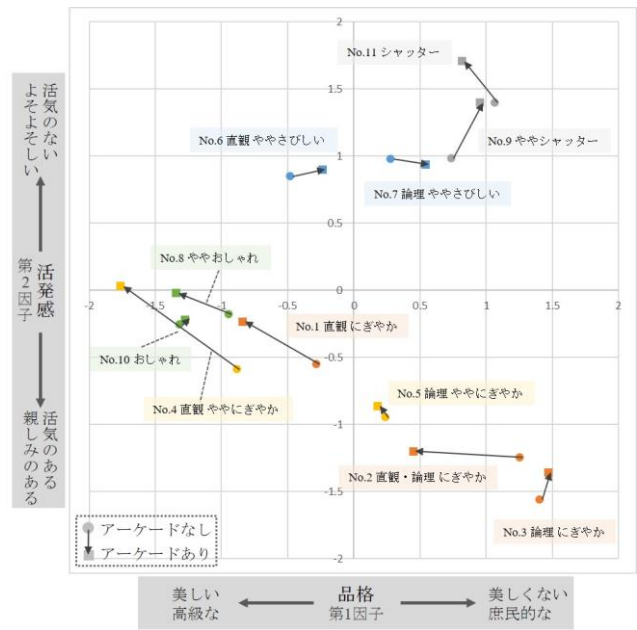 2
No.11 シャッター
1.5
No.9 ややシャッター
No.6 直観 ややさびしい
1
No.7 論理 ややさびしい
0.5
No.8 ややおしゃれ
0
-2
-1.5
-1
-0.5
0
0.5
1
1.5
2
No.1 直観 にぎやか
No.10 おしゃれ
-0.5
No.4 直観 ややにぎやか
No.5 論理 ややにぎやか
-1
No.2 直観・論理 にぎやか
-1.5
No.3 論理 にぎやか
-2
アーケードなし
アーケードあり
活気のない
よそよそしい
活発感
第2因子
活気のある
親しみのある
美しい
高級な
品格
第1因子
美しくない
庶民的な